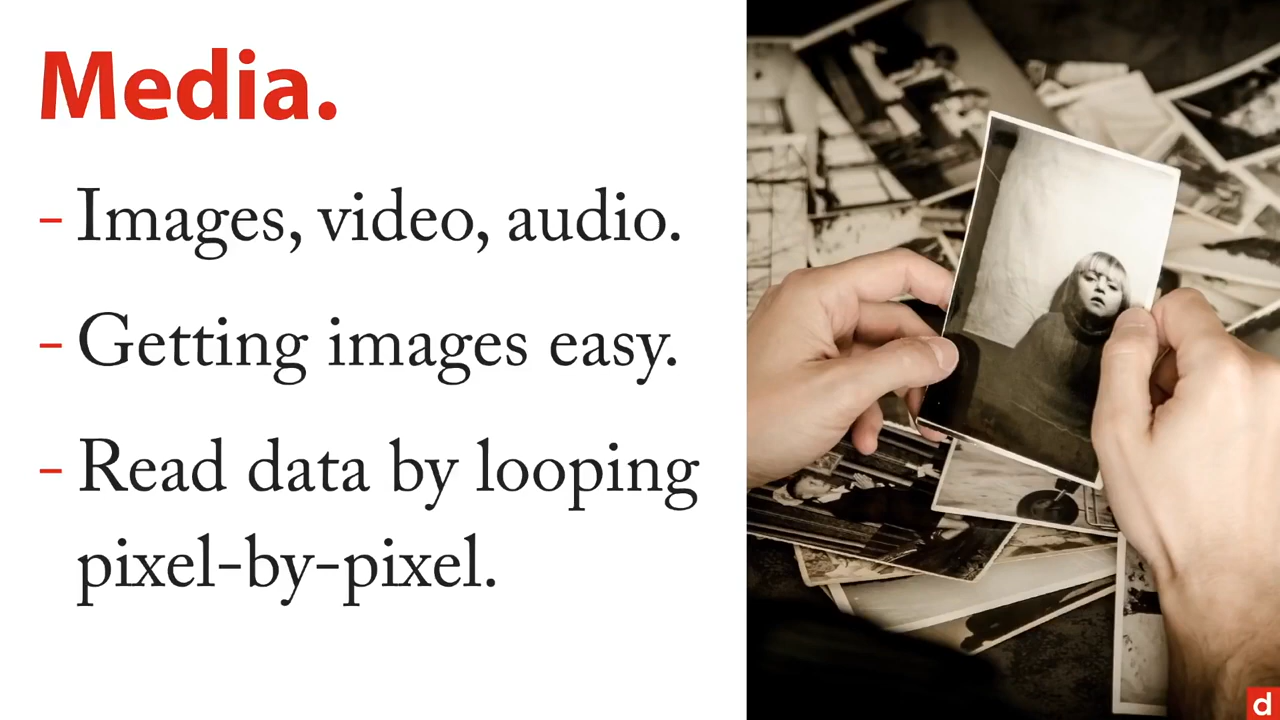 Media.
- Images, video, audio.
- Getting images easy.
- Read data by looping
pixel-by-pixel.
d